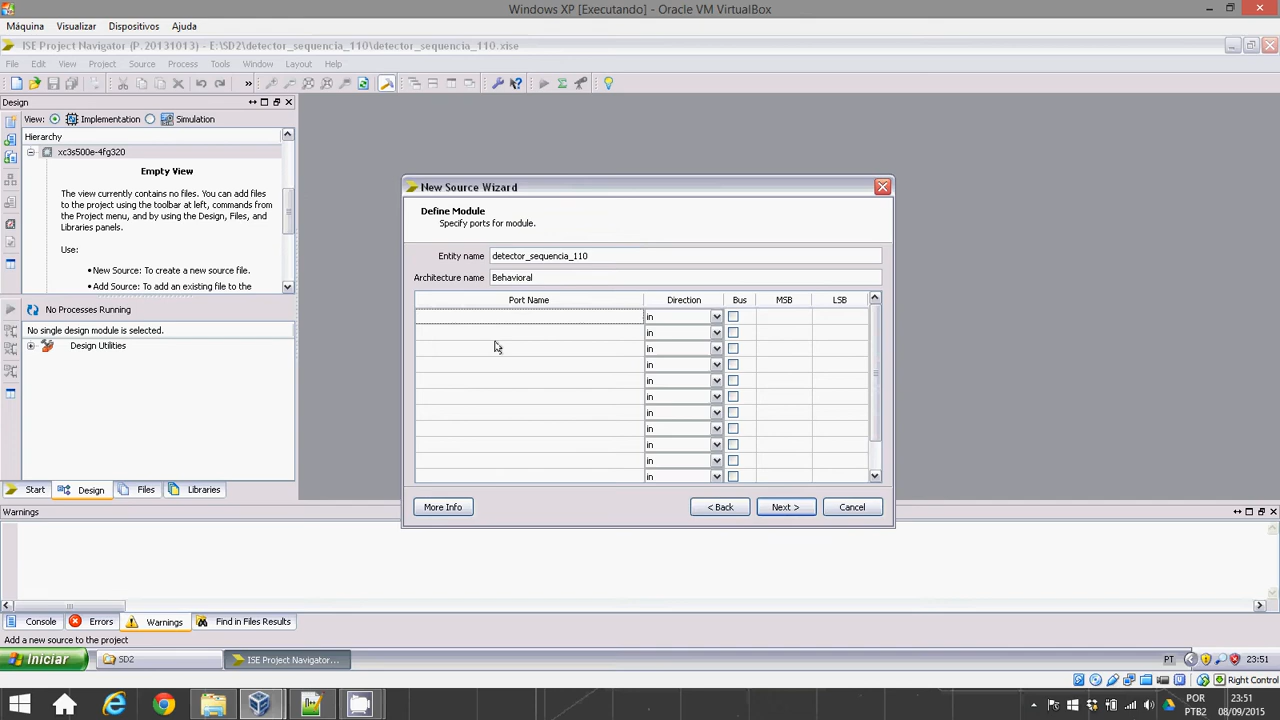 Windows XP [Executando] - Oracle VM VirtualBox
Máquina Visualizar Dispositivos Ajuda
ISE Project Navigator (P.20131013) - E:\SD2\detector_sequencia_110\detector_sequencia_110.xise
File Edit View Project Source Process Tools Window Layout Help
»
Design
View: Implementation Simulation
Hierarchy
xc3s500e-4fg320
Empty View
The view currently contains no files. You can add files
to the project using the toolbar at left, commands from
the Project menu, and by using the Design, Files, and
Libraries panels.
Use:
•New Source: To create a new source file.
•Add Source: To add an existing file to the
No Processes Running
No single design module is selected.
Design Utilities
Start Design Files Libraries
New Source Wizard
Define Module
Specify ports for module.
Entity name detector_sequencia_110
Architecture name Behavioral
Port Name Direction Bus MSB LSB
in
in
in
in
in
in
in
in
in
in
in
More Info < Back Next > Cancel
Warnings
Console Errors Warnings Find in Files Results
Add a new source to the project
Iniciar SD2 ISE Project Navigator... PT 23:51
Right Control
POR 23:51
PTB2 08/09/2015